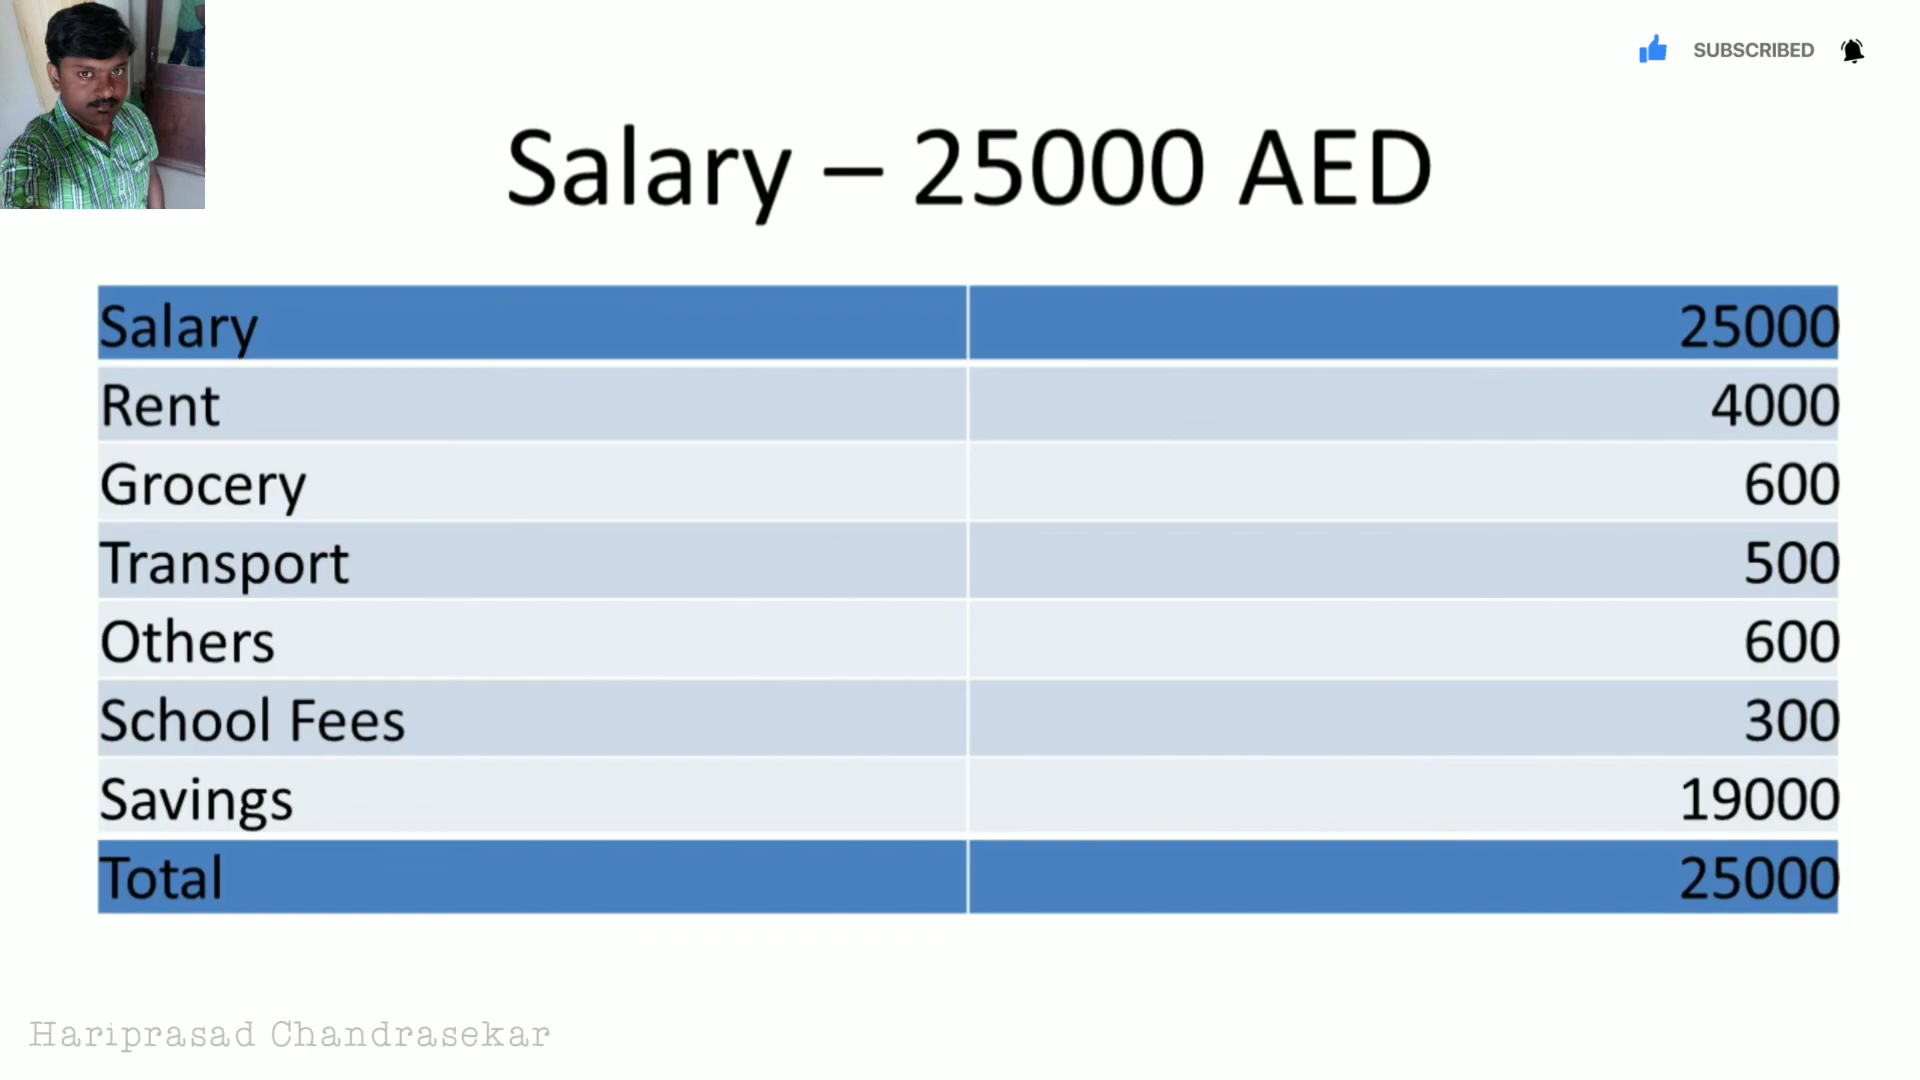 SUBSCRIBED
Salary – 25000 AED
Salary 25000
Rent 4000
Grocery 600
Transport 500
Others 600
School Fees 300
Savings 19000
Total 25000
Hariprasad Chandrasekar